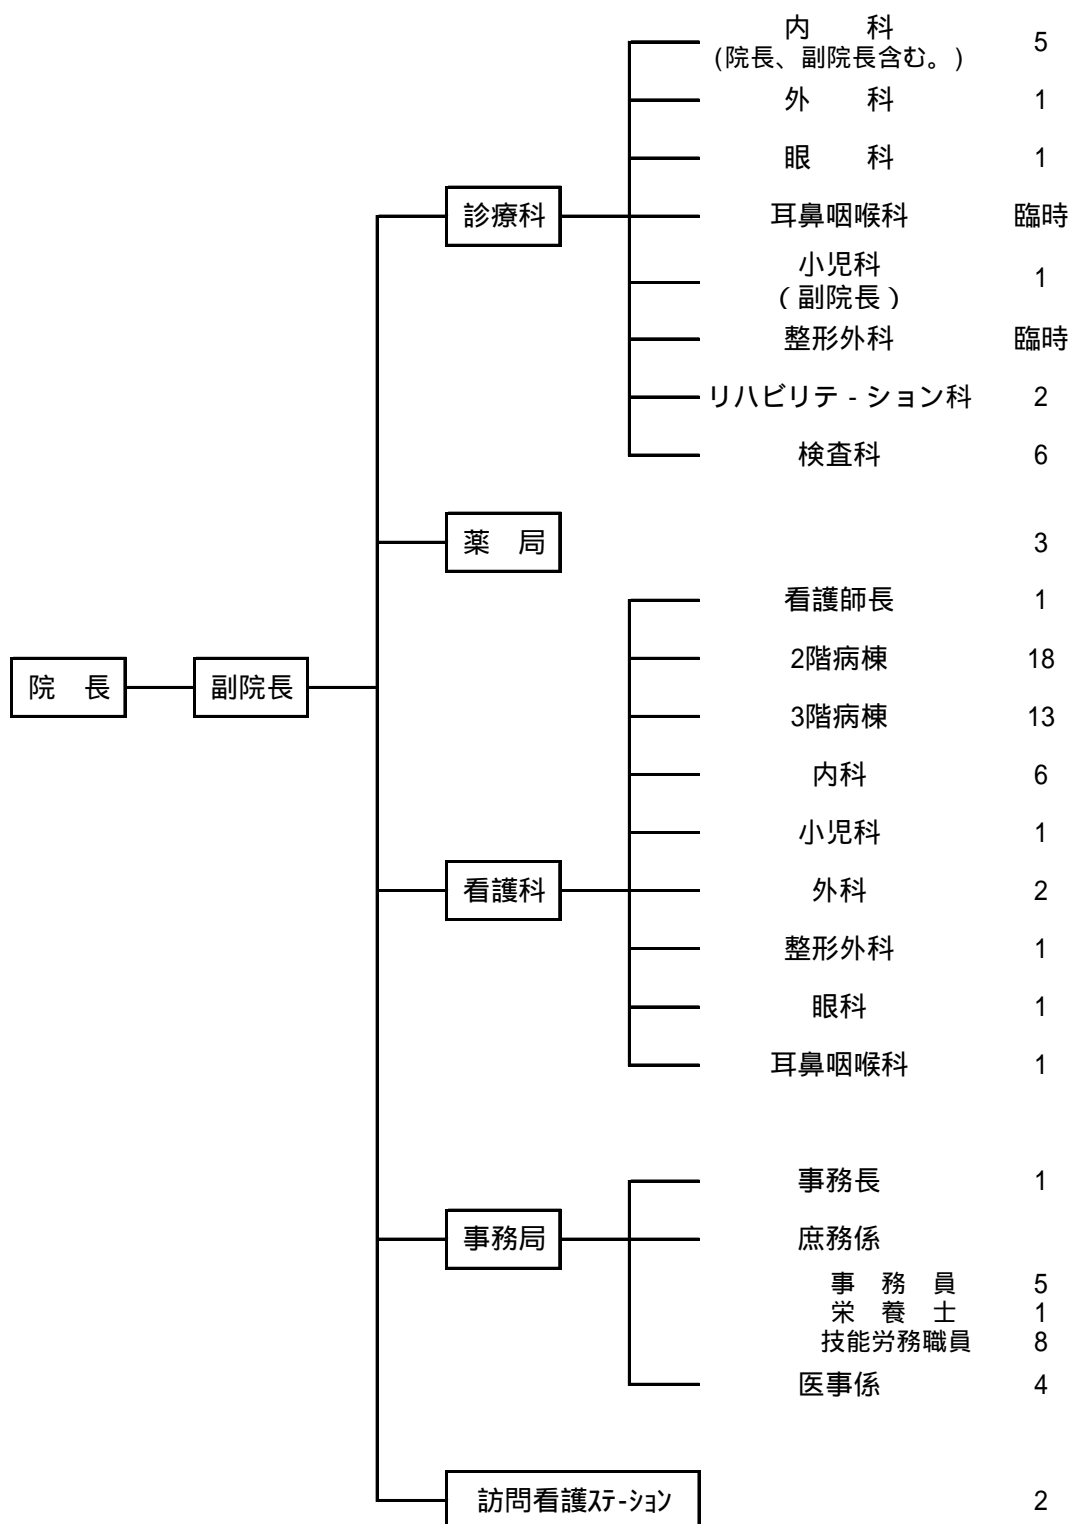 内　　科 5
(院長、副院長含む。)
外　　科 1
眼　　科 1
診療科
耳鼻咽喉科 臨時
小児科 1
(副院長)
整形外科 臨時
リハビリテ-ション科 2
検査科 6
薬　局 3
看護師長 1
院　長 副院長
2階病棟 18
3階病棟 13
内科 6
小児科 1
看護科
外科 2
整形外科 1
眼科 1
耳鼻咽喉科 1
事務長 1
事務局
庶務係
事　務　員 5
栄　養　士 1
技能労務職員 8
医事係 4
訪問看護ｽﾃ-ｼｮﾝ 2